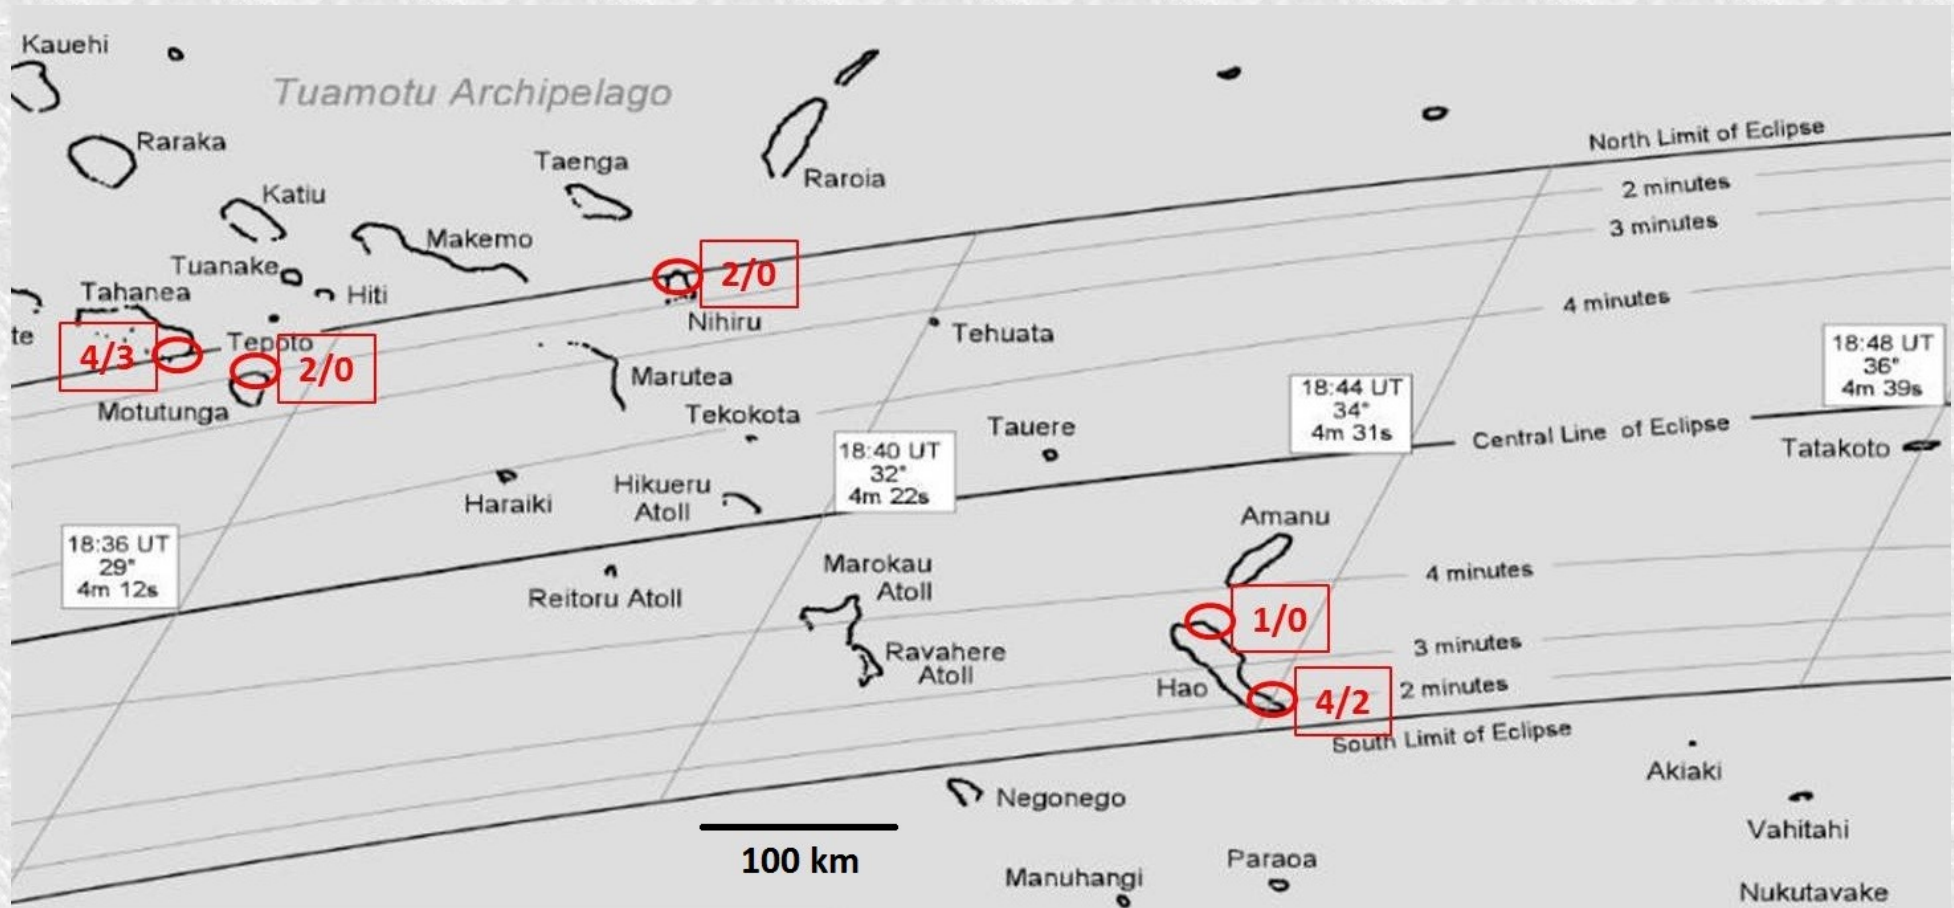 Kauehi
Tuamotu Archipelago
Raraka
Taenga
Raroia
North Limit of Eclipse
2 minutes
3 minutes
Katiu
Makemo
Tuanake
Hiti
Tahanea
2/0
Nihiru
4 minutes
te
4/3
Tepoto
2/0
Tehuata
Marutea
Motutunga
Tekokota
18:48 UT
36°
4m 39s
18:44 UT
34°
4m 31s
Central Line of Eclipse
Tatakoto
Tauere
18:40 UT
32°
4m 22s
Haraiki
Hikueru
Atoll
Amanu
18:36 UT
29°
4m 12s
Reitoru Atoll
Marokau
Atoll
4 minutes
1/0
3 minutes
Ravahere
Atoll
Hao
4/2
2 minutes
South Limit of Eclipse
Akiaki
Negonego
Vahitahi
100 km
Paraoa
Manuhangi
Nukutavake